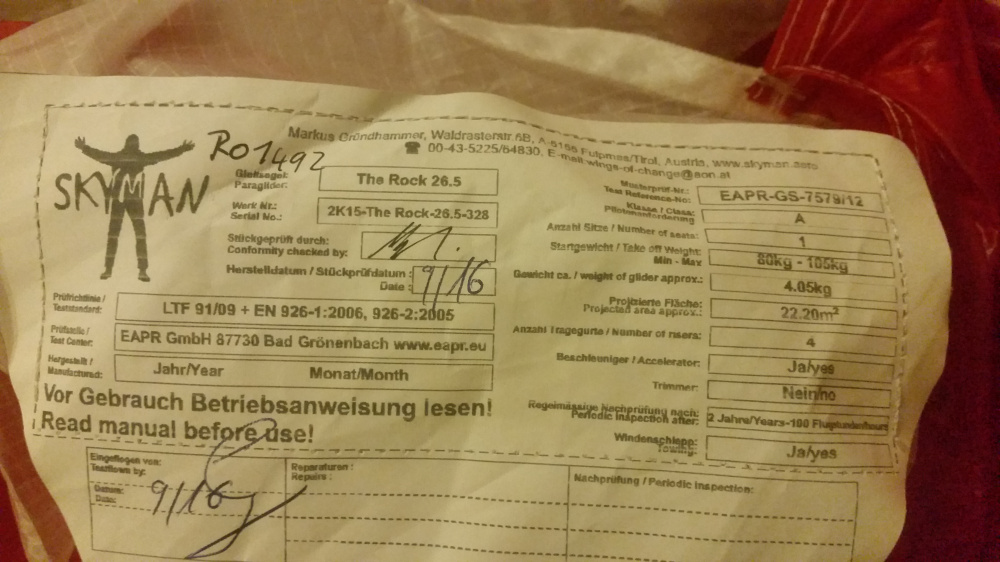 SKYMAN
RO1492
Markus Gründhammer, Waldrasterstr.6B, A-6166 Fulpmes/Tirol, Austria, www.skyman.aero
☎ 00-43-5225/64830, E-mail:wings-of-change@aon.at
Gleitsegel:
Paraglider:
The Rock 26.5
Werk Nr.:
Serial No.:
2K15-The Rock-26.5-328
Stückgeprüft durch:
Conformity checked by:
Herstelldatum / Stückprüfdatum :
Date :
9/16
Prüfrichtlinie /
Teststandard:
LTF 91/09 + EN 926-1:2006, 926-2:2005
Prüfstelle /
Test Center:
EAPR GmbH 87730 Bad Grönenbach www.eapr.eu
Hergestellt /
Manufactured:
Jahr/Year Monat/Month
Vor Gebrauch Betriebsanweisung lesen!
Read manual before use!
Musterprüf-Nr.:
Test Reference-No:
EAPR-GS-7579/12
Klasse / Class:
Pilotenanforderung
A
Anzahl Sitze / Number of seats:
1
Startgewicht / Take off Weight:
Min - Max
80kg - 105kg
Gewicht ca. / weight of glider approx.:
4.05kg
Projizierte Fläche:
Projected area approx.:
22.20m²
Anzahl Tragegurte / Number of risers:
4
Beschleuniger / Accelerator:
Ja/yes
Trimmer:
Nein/no
Regelmässige Nachprüfung nach:
Periodic inspection after:
2 Jahre/Years-100 Flugstunden/hours
Windenschlepp:
Towing:
Ja/yes
Eingeflogen von:
Testflown by:
Datum:
Date:
9/16
Reparaturen :
Repairs :
Nachprüfung / Periodic inspection: